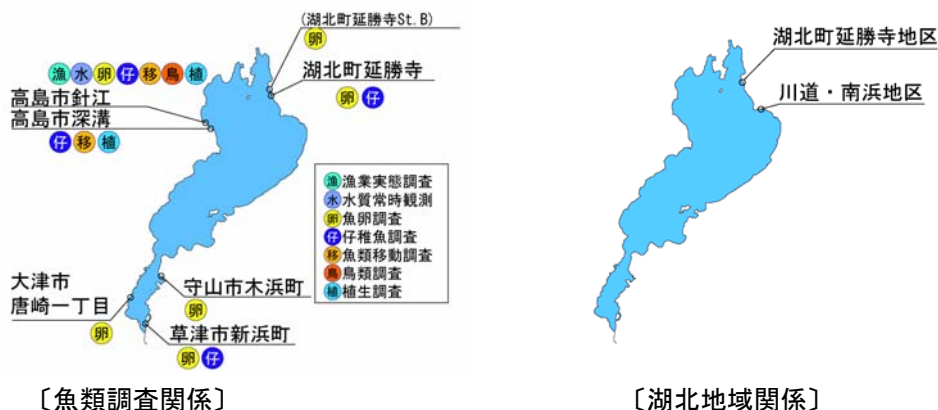 (湖北町延勝寺St.B)
卵
湖北町延勝寺
卵 仔
漁 水 卵 仔 移 鳥 植
高島市針江
高島市深溝
仔 移 植
漁 漁業実態調査
水 水質常時観測
卵 魚卵調査
仔 仔稚魚調査
移 魚類移動調査
鳥 鳥類調査
植 植生調査
大津市
唐崎一丁目
卵
守山市木浜町
卵
草津市新浜町
卵 仔
〔魚類調査関係〕
湖北町延勝寺地区
川道・南浜地区
〔湖北地域関係〕